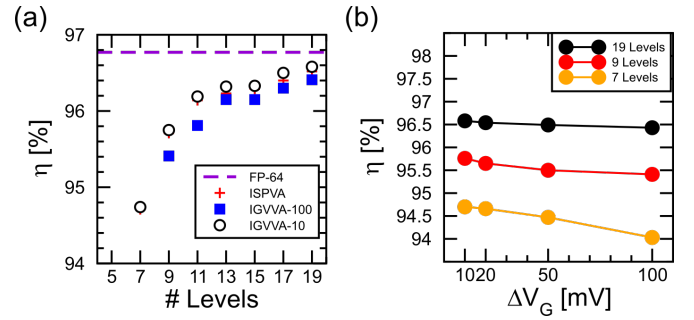 (a)
97
96
95
94
η [%]
5 7 9 11 13 15 17 19
# Levels
FP-64
ISPVA
IGVVA-100
IGVVA-10
(b)
98
97.5
97
96.5
96
95.5
95
94.5
94
η [%]
1020 50 100
ΔV_G [mV]
19 Levels
9 Levels
7 Levels